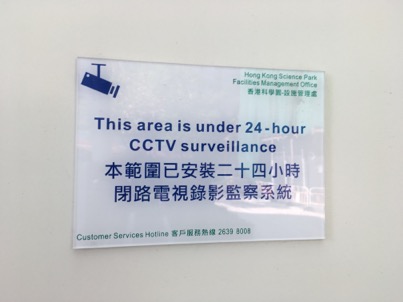 Hong Kong Science Park
Facilities Management Office
香港科學園-設施管理處
This area is under 24-hour
CCTV surveillance
本範圍已安裝二十四小時
閉路電視錄影監察系統
Customer Services Hotline 客戶服務熱線 2639 8008